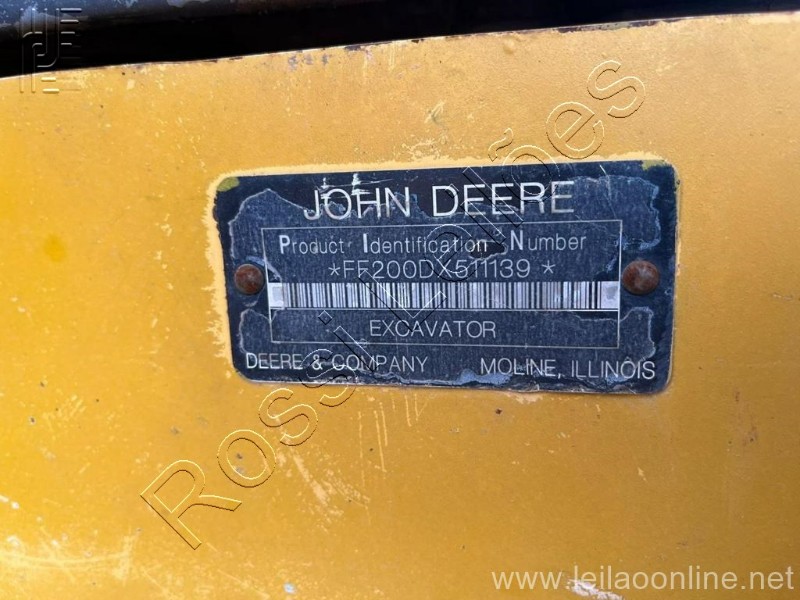 JOHN DEERE
Product Identification Number
*FF200DX511139*
EXCAVATOR
DEERE & COMPANY MOLINE, ILLINOIS
Rossi Leilões
www.leilaoonline.net